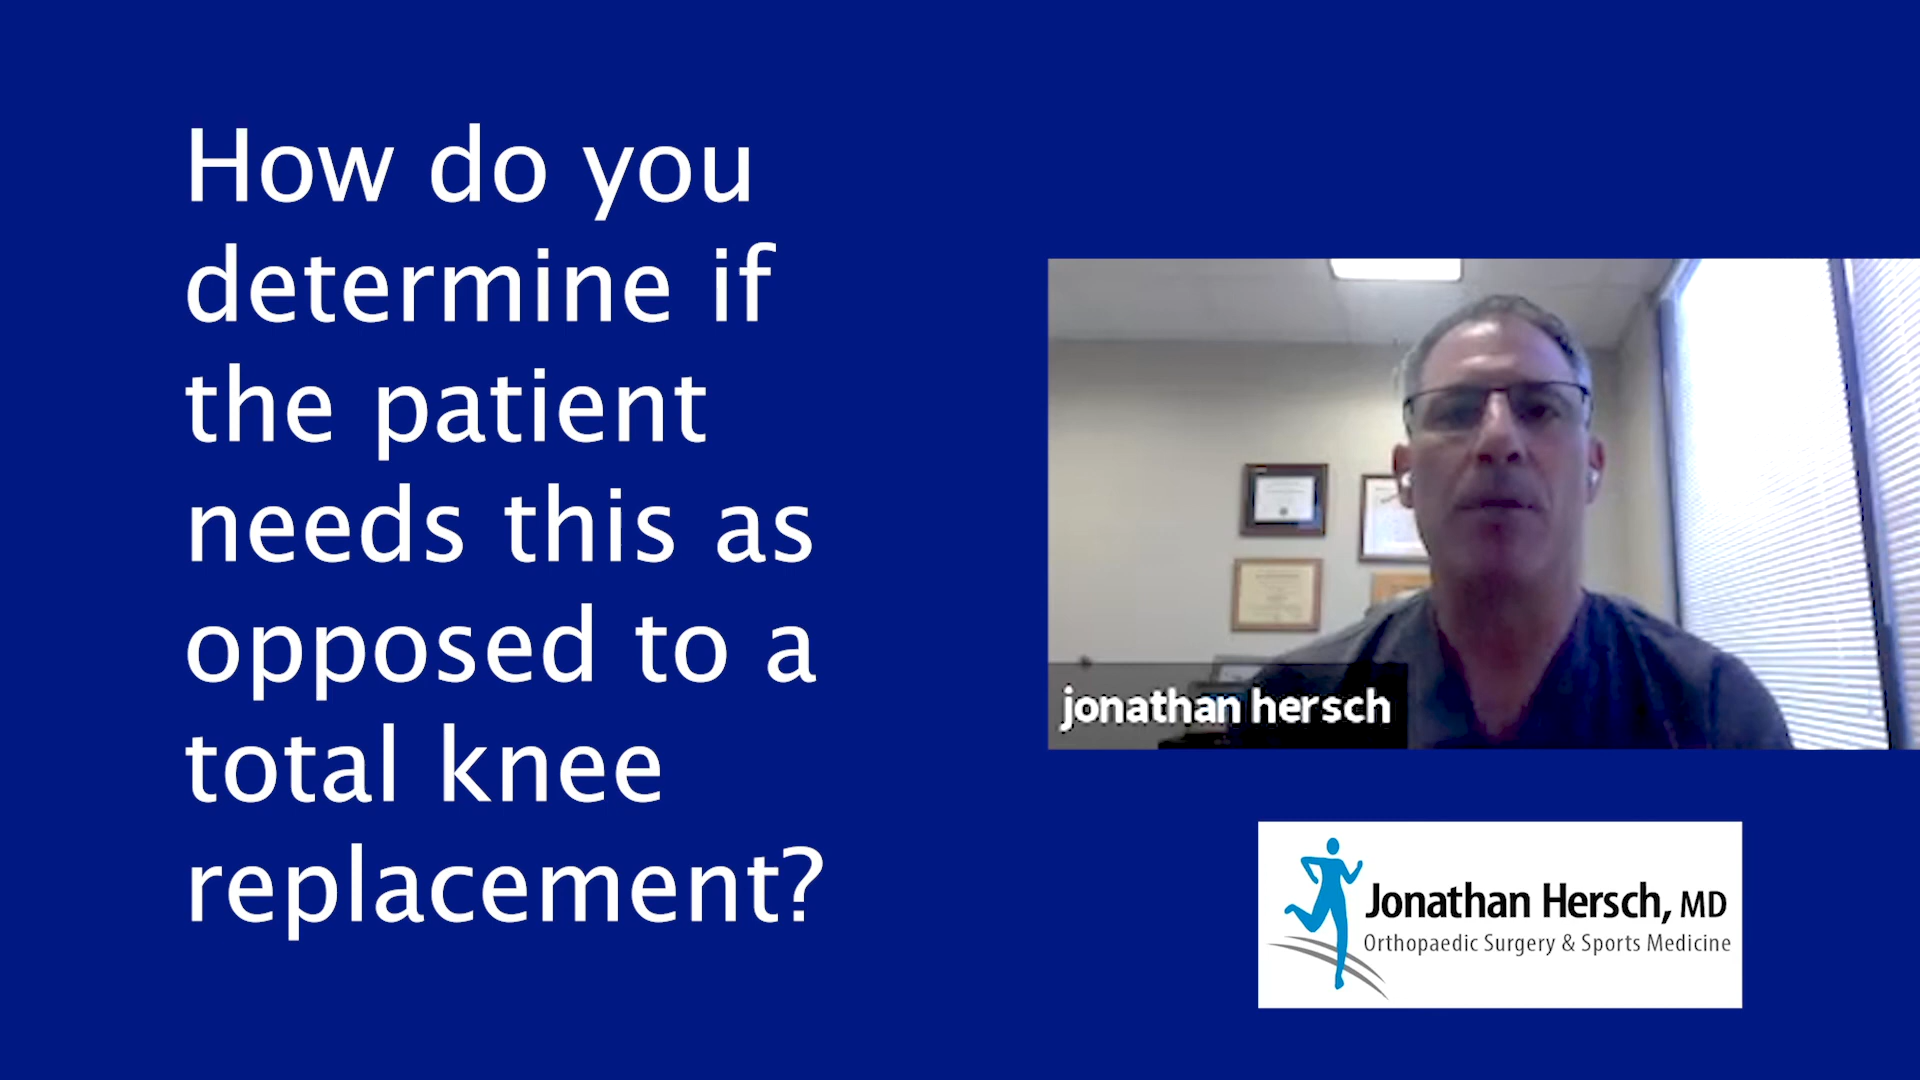 How do you
determine if
the patient
needs this as
opposed to a
total knee
replacement?
jonathan hersch
Jonathan Hersch, MD
Orthopaedic Surgery & Sports Medicine